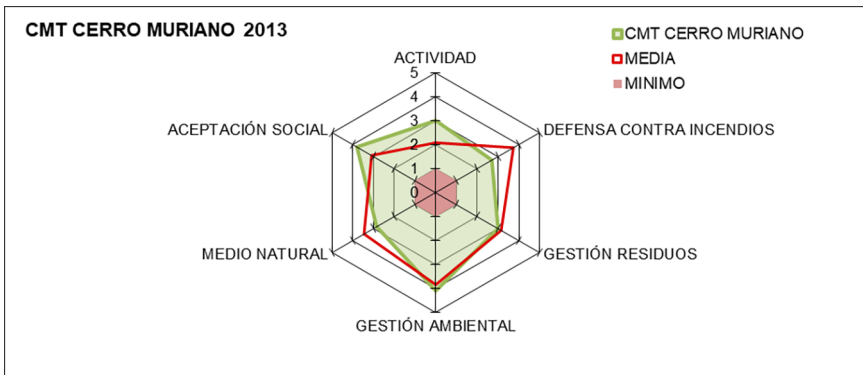 CMT CERRO MURIANO 2013
CMT CERRO MURIANO
MEDIA
MINIMO
ACTIVIDAD
5
4
3
2
1
0
ACEPTACIÓN SOCIAL
DEFENSA CONTRA INCENDIOS
MEDIO NATURAL
GESTIÓN RESIDUOS
GESTIÓN AMBIENTAL